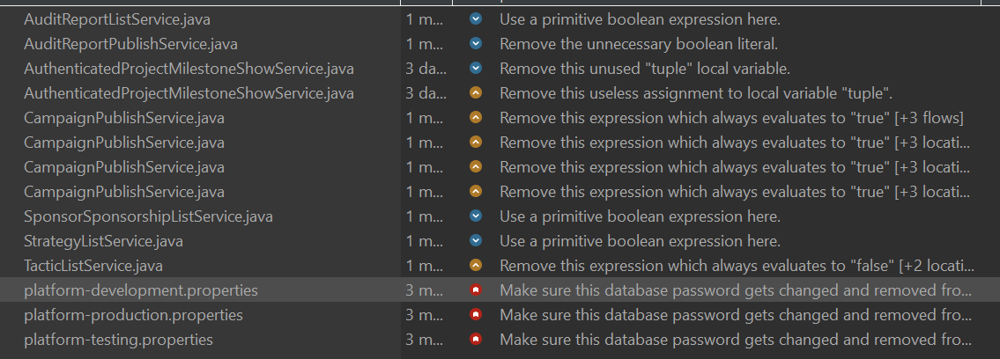 AuditReportListService.java 1 m... Use a primitive boolean expression here.
AuditReportPublishService.java 1 m... Remove the unnecessary boolean literal.
AuthenticatedProjectMilestoneShowService.java 3 da... Remove this unused "tuple" local variable.
AuthenticatedProjectMilestoneShowService.java 3 da... Remove this useless assignment to local variable "tuple".
CampaignPublishService.java 1 m... Remove this expression which always evaluates to "true" [+3 flows]
CampaignPublishService.java 1 m... Remove this expression which always evaluates to "true" [+3 locati...
CampaignPublishService.java 1 m... Remove this expression which always evaluates to "true" [+3 locati...
CampaignPublishService.java 1 m... Remove this expression which always evaluates to "true" [+3 locati...
SponsorSponsorshipListService.java 1 m... Use a primitive boolean expression here.
StrategyListService.java 1 m... Use a primitive boolean expression here.
TacticListService.java 1 m... Remove this expression which always evaluates to "false" [+2 locati...
platform-development.properties 3 m... Make sure this database password gets changed and removed fro...
platform-production.properties 3 m... Make sure this database password gets changed and removed fro...
platform-testing.properties 3 m... Make sure this database password gets changed and removed fro...